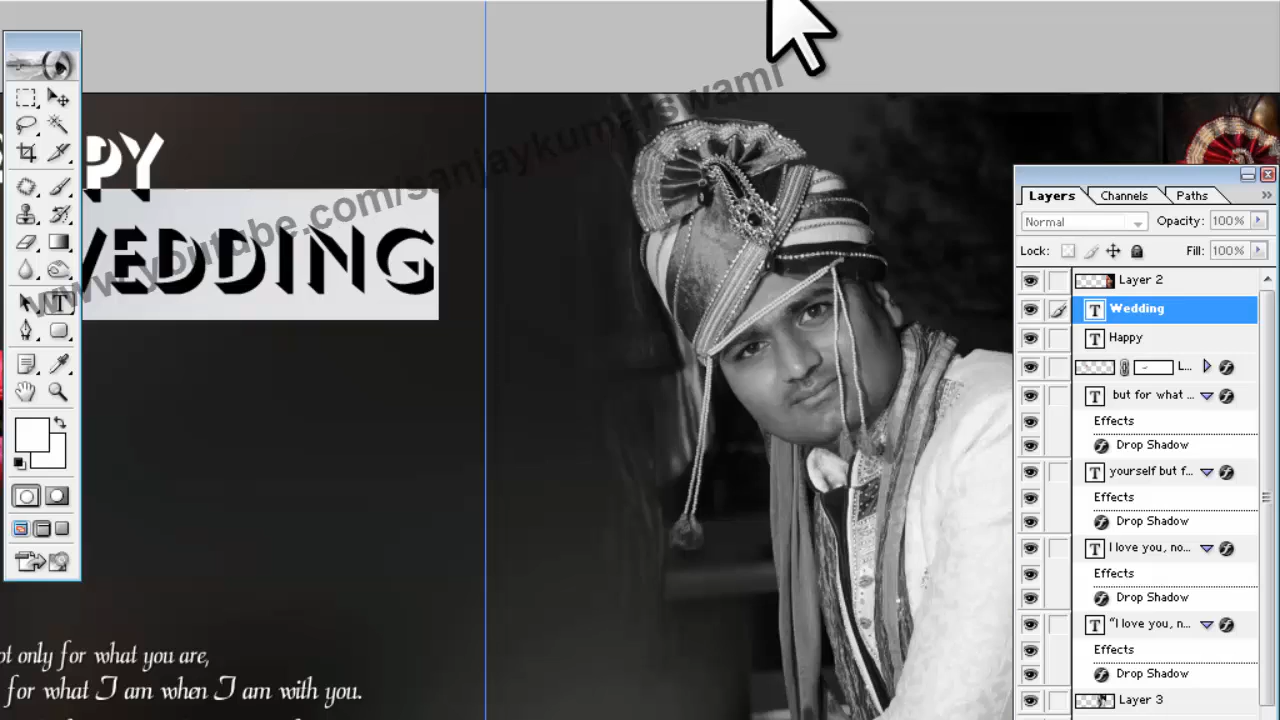 PPY
WEDDING
www.youtube.com/sanjaykumarswami
ot only for what you are,
for what I am when I am with you.
Layers
Channels
Paths
Normal
Opacity: 100%
Lock:
Fill: 100%
Layer 2
Wedding
Happy
L...
but for what ...
Effects
Drop Shadow
yourself but f...
Effects
Drop Shadow
I love you, no...
Effects
Drop Shadow
“I love you, n...
Effects
Drop Shadow
Layer 3